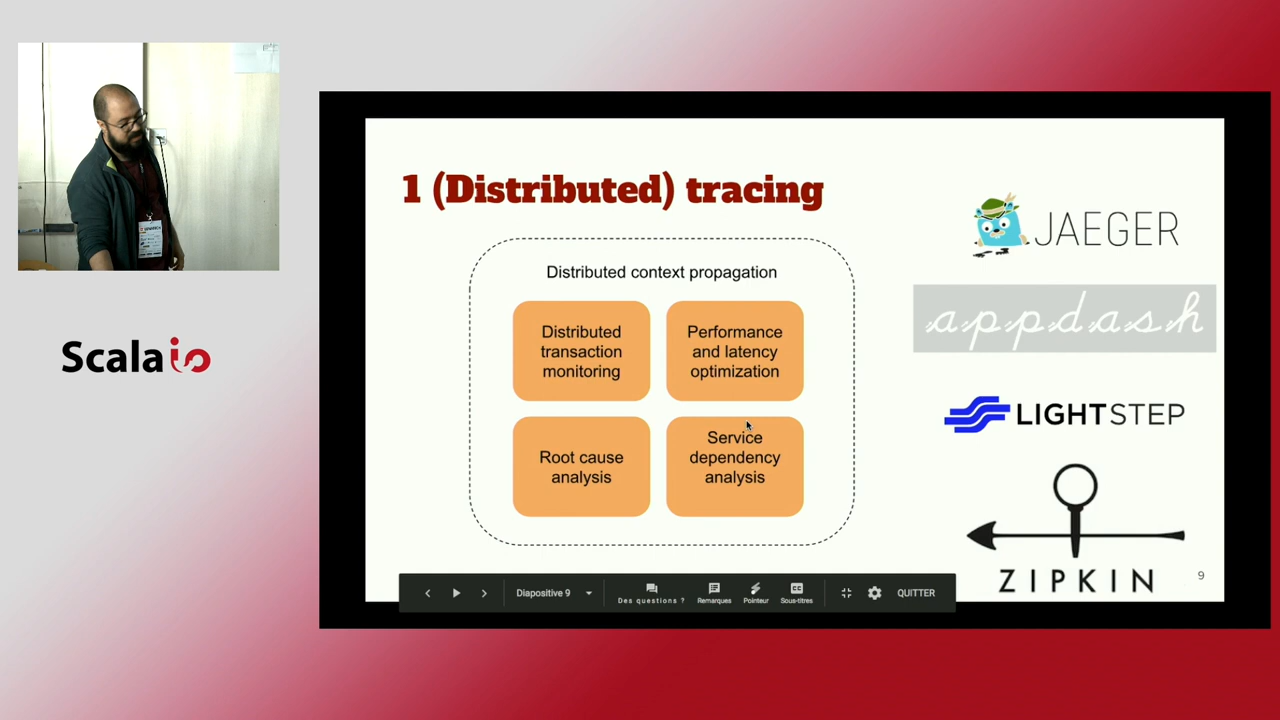 Scala io
1 (Distributed) tracing
Distributed context propagation
Distributed
transaction
monitoring
Performance
and latency
optimization
Root cause
analysis
Service
dependency
analysis
JAEGER
appdash
LIGHTSTEP
ZIPKIN
9
Diapositive 9
Des questions ?
Remarques
Pointeur
Sous-titres
QUITTER